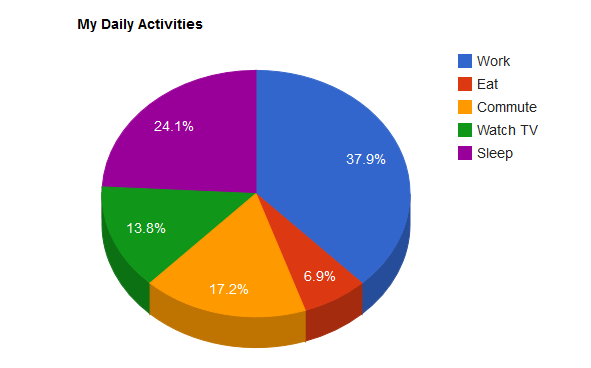 My Daily Activities
Work
Eat
Commute
Watch TV
Sleep
24.1%
37.9%
13.8%
6.9%
17.2%